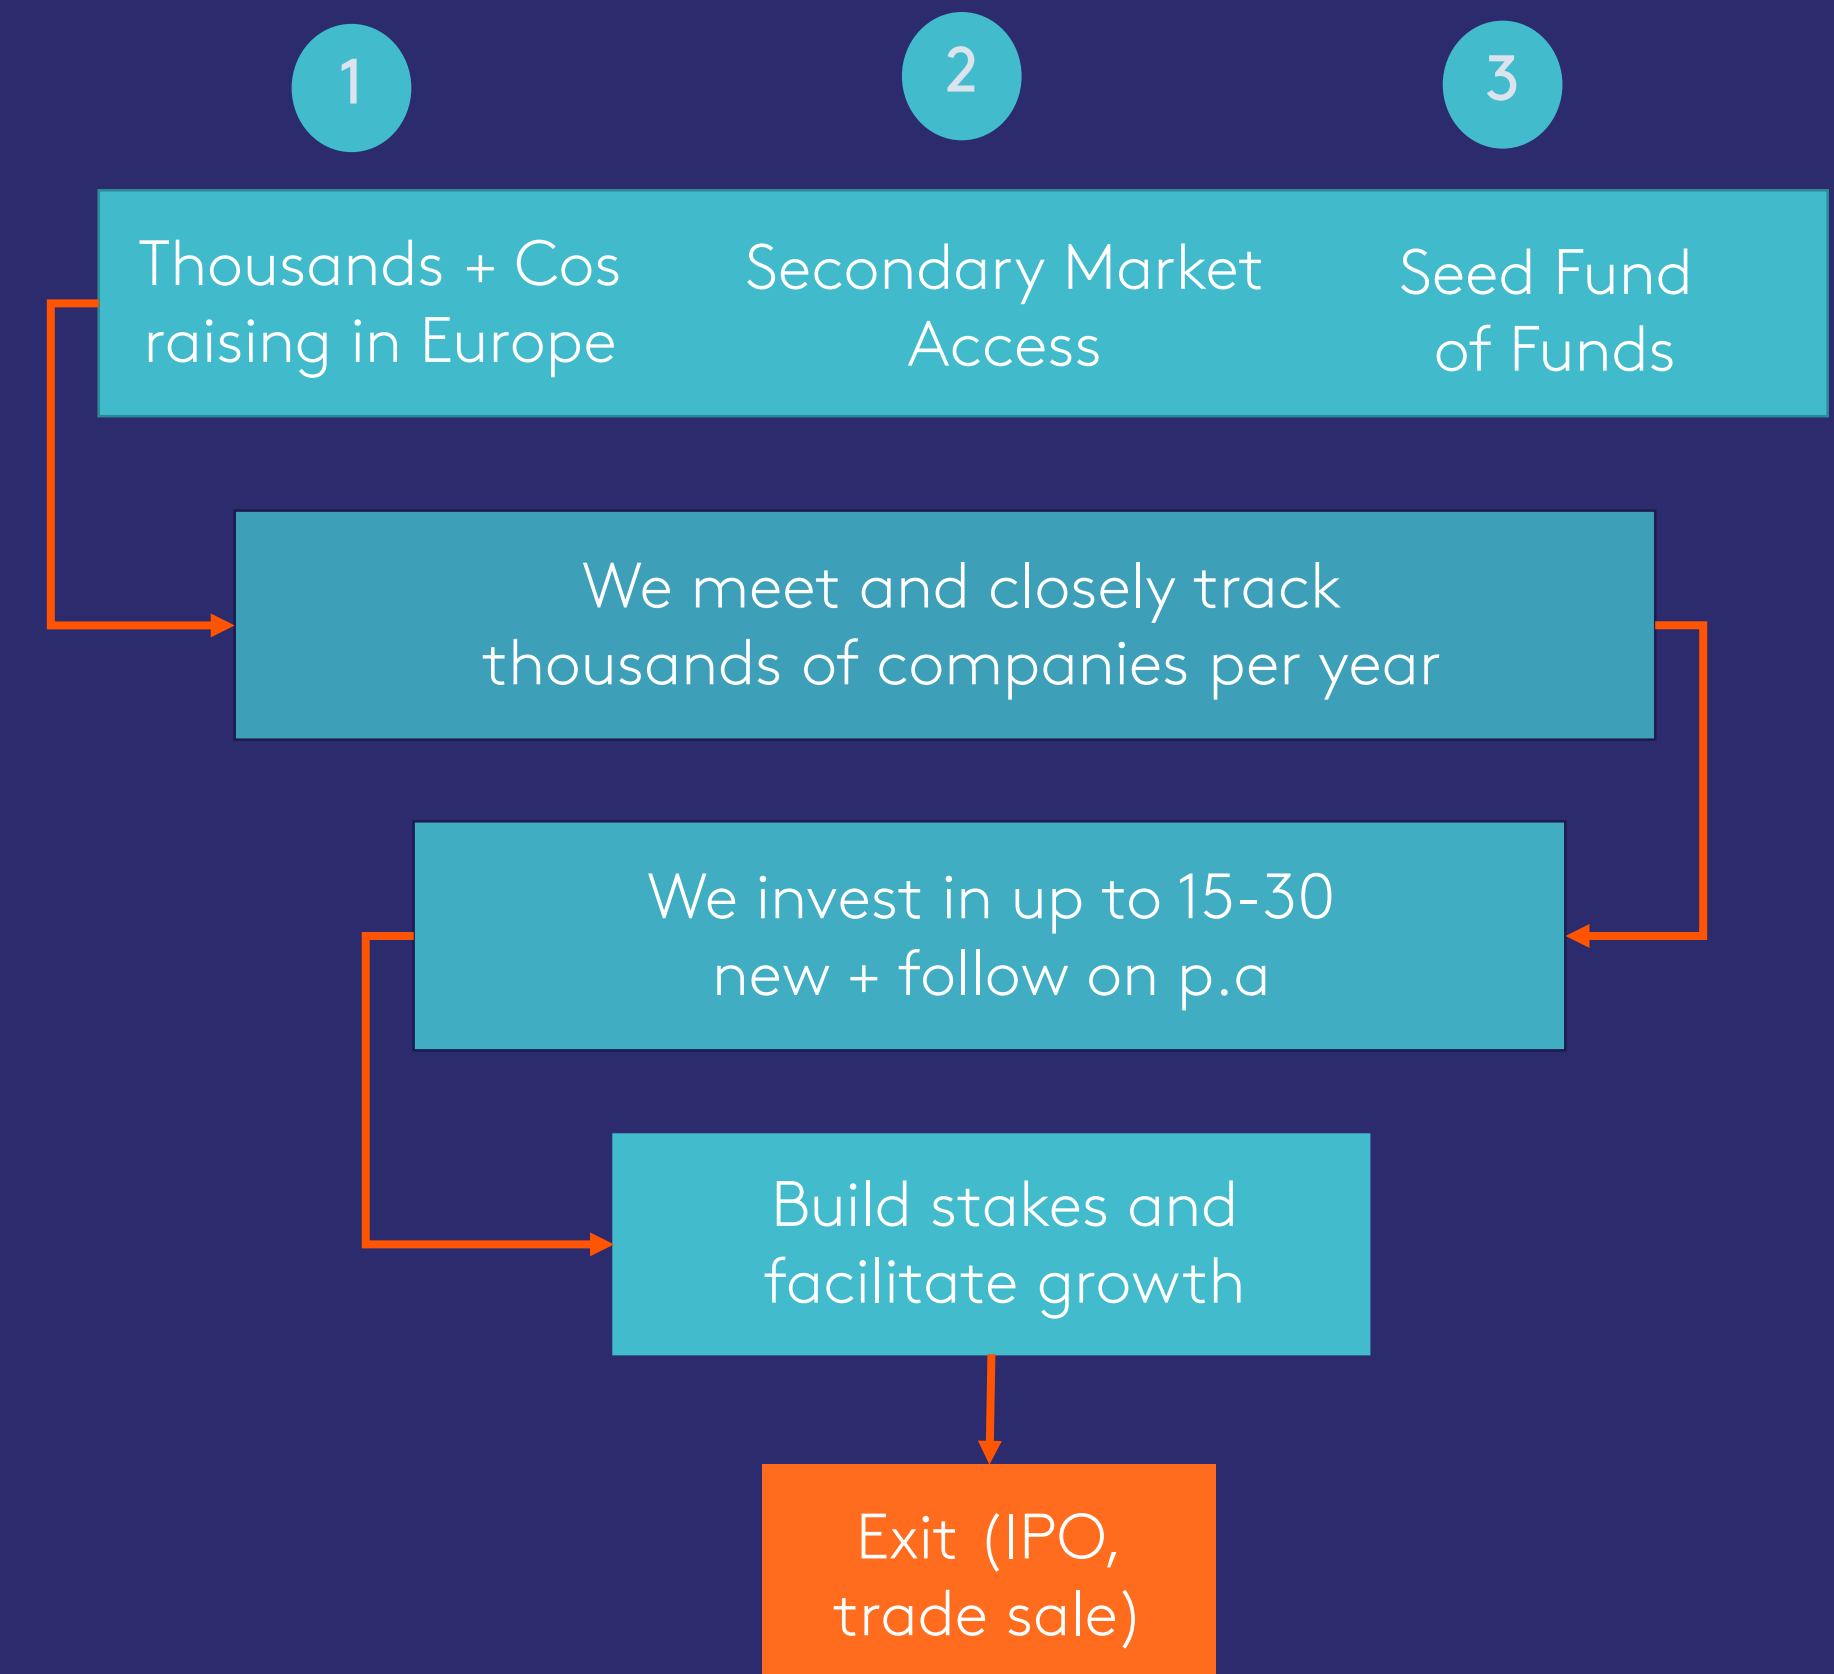 1
2
3
Thousands + Cos
raising in Europe
Secondary Market
Access
Seed Fund
of Funds
We meet and closely track
thousands of companies per year
We invest in up to 15-30
new + follow on p.a
Build stakes and
facilitate growth
Exit (IPO,
trade sale)